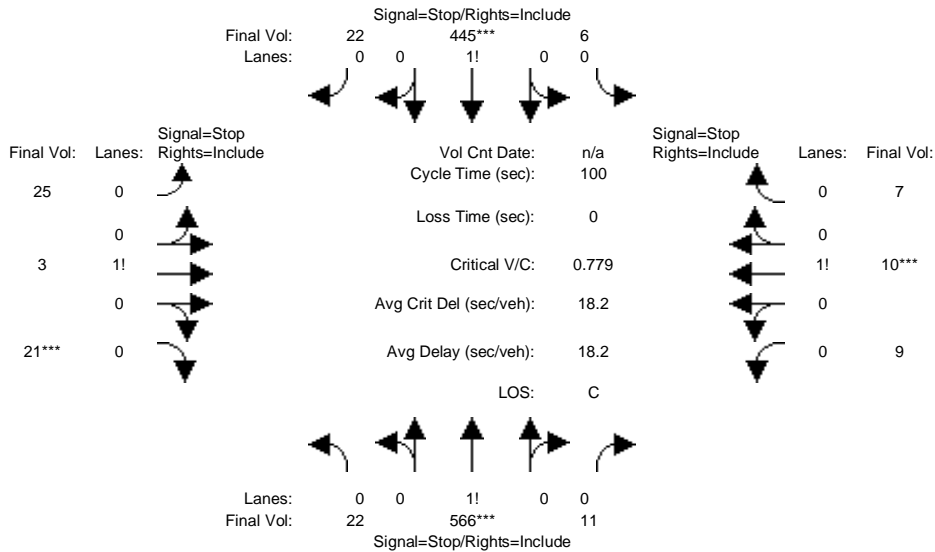 Signal=Stop/Rights=Include
Final Vol: 22 445*** 6
Lanes: 0 0 1! 0 0
Signal=Stop
Final Vol: Lanes: Rights=Include
Vol Cnt Date: n/a
Signal=Stop
Rights=Include Lanes: Final Vol:
Cycle Time (sec): 100
25 0
0 7
Loss Time (sec): 0
0
0
3 1!
Critical V/C: 0.779
1! 10***
0
Avg Crit Del (sec/veh): 18.2
0
21*** 0
Avg Delay (sec/veh): 18.2
0 9
LOS: C
Lanes: 0 0 1! 0 0
Final Vol: 22 566*** 11
Signal=Stop/Rights=Include